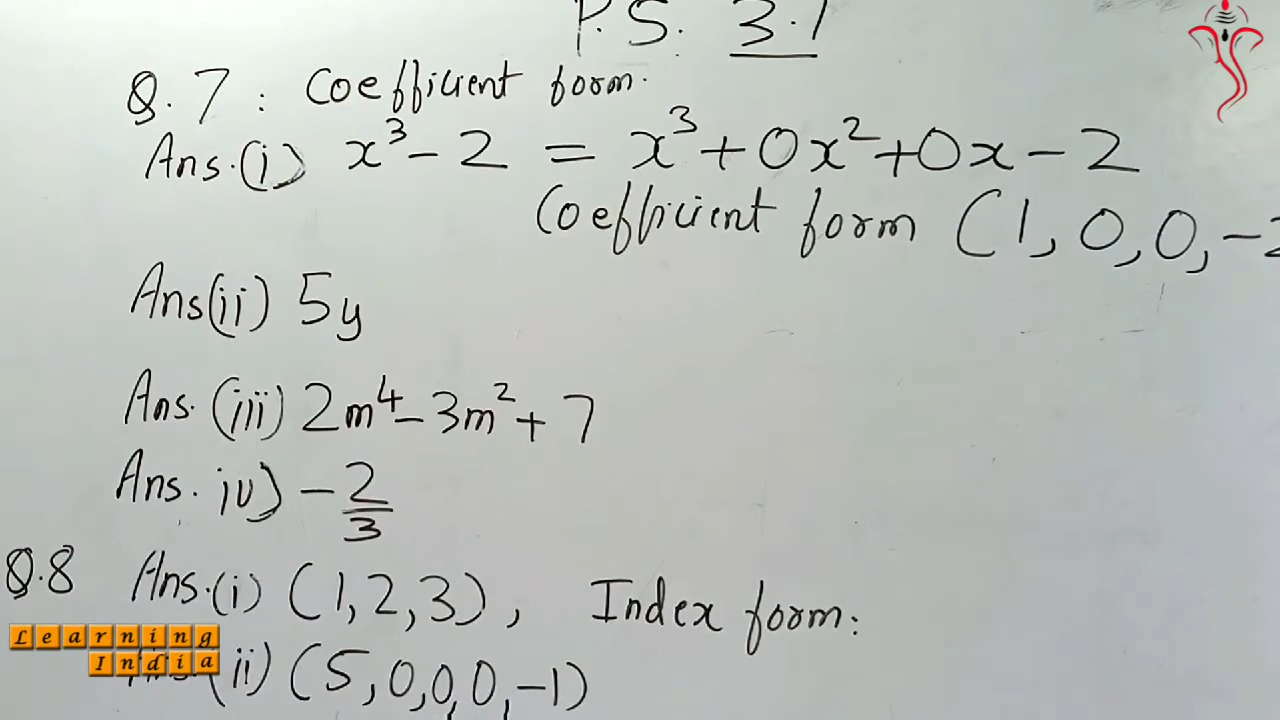 P.S. 3.1
Q.7 : Coefficient form.
Ans.(i) x³ - 2 = x³ + 0x² + 0x - 2
Coefficient form (1, 0, 0, -2
Ans(ii) 5y
Ans. (iii) 2m⁴ - 3m² + 7
Ans. iv) - 2/3
Q.8 Ans.(i) (1, 2, 3), Index form:
(ii) (5, 0, 0, 0, -1)
Learning
India